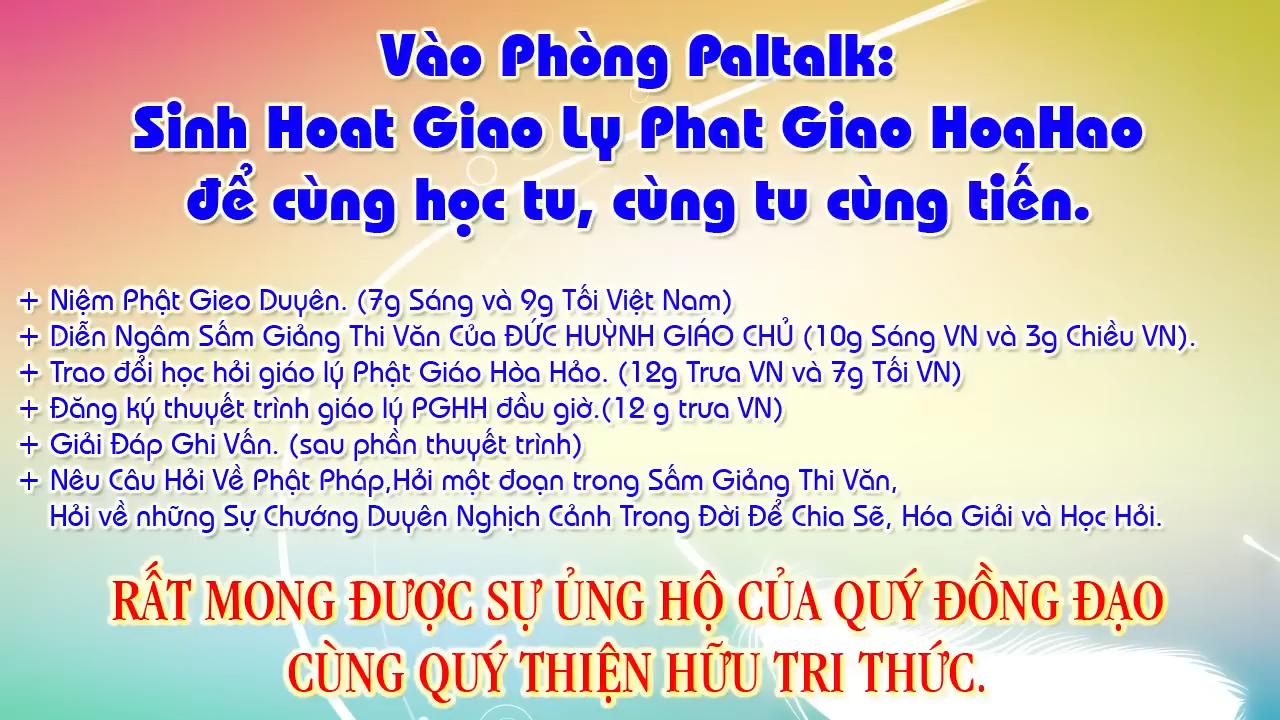 Vào Phòng Paltalk:
Sinh Hoat Giao Ly Phat Giao HoaHao
để cùng học tu, cùng tu cùng tiến.
+ Niệm Phật Gieo Duyên. (7g Sáng và 9g Tối Việt Nam)
+ Diễn Ngâm Sấm Giảng Thi Văn Của ĐỨC HUỲNH GIÁO CHỦ (10g Sáng VN và 3g Chiều VN).
+ Trao đổi học hỏi giáo lý Phật Giáo Hòa Hảo. (12g Trưa VN và 7g Tối VN)
+ Đăng ký thuyết trình giáo lý PGHH đầu giờ.(12 g trưa VN)
+ Giải Đáp Ghi Vấn. (sau phần thuyết trình)
+ Nêu Câu Hỏi Về Phật Pháp,Hỏi một đoạn trong Sấm Giảng Thi Văn,
Hỏi về những Sự Chướng Duyên Nghịch Cảnh Trong Đời Để Chia Sẽ, Hóa Giải và Học Hỏi.
RẤT MONG ĐƯỢC SỰ ỦNG HỘ CỦA QUÝ ĐỒNG ĐẠO
CÙNG QUÝ THIỆN HỮU TRI THỨC.